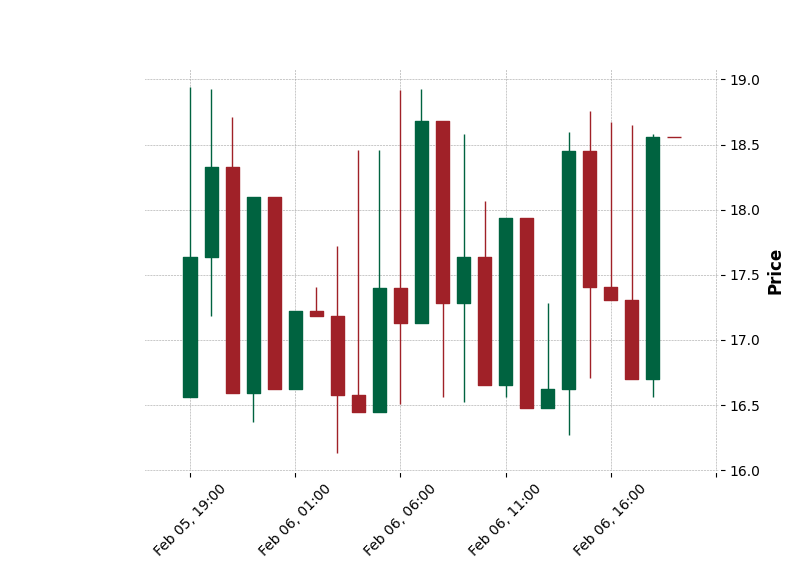 19.0
18.5
18.0
17.5
17.0
16.5
16.0
Price
Feb 05, 19:00
Feb 06, 01:00
Feb 06, 06:00
Feb 06, 11:00
Feb 06, 16:00